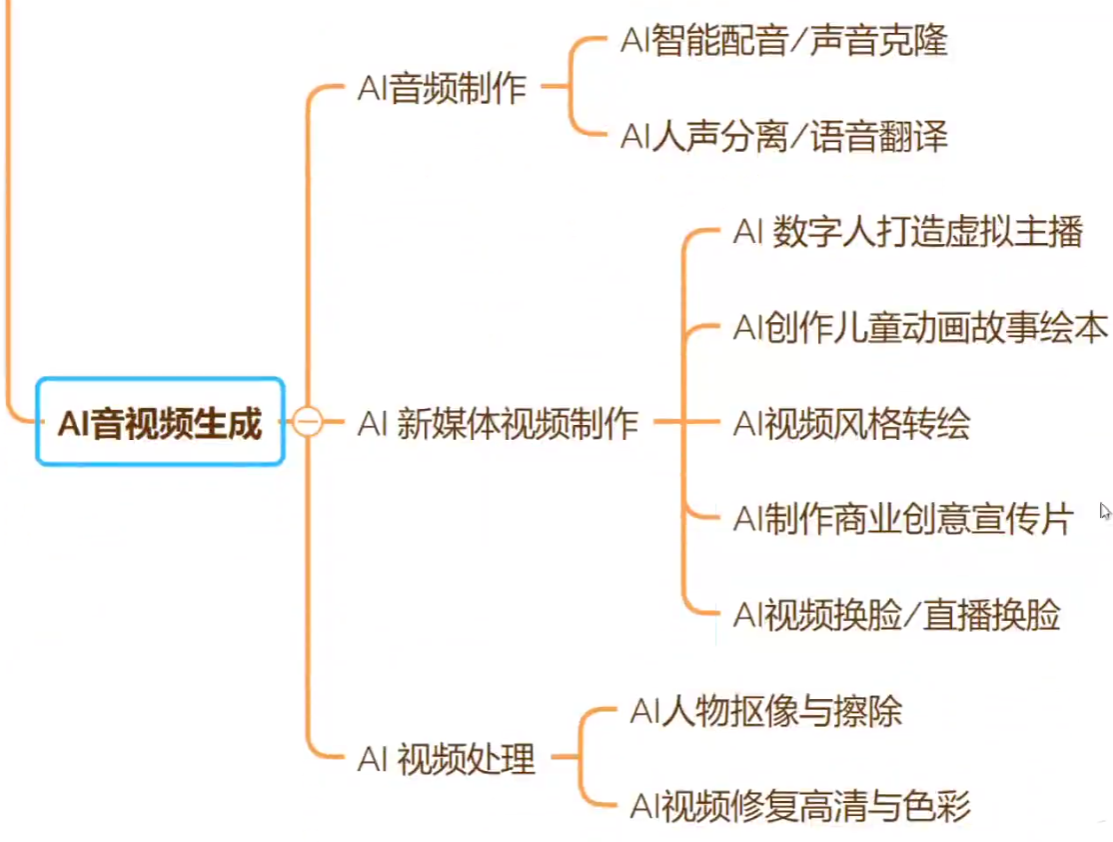 AI音视频生成
AI音频制作
AI智能配音/声音克隆
AI人声分离/语音翻译
AI 新媒体视频制作
AI 数字人打造虚拟主播
AI创作儿童动画故事绘本
AI视频风格转绘
AI制作商业创意宣传片
AI视频换脸/直播换脸
AI 视频处理
AI人物抠像与擦除
AI视频修复高清与色彩